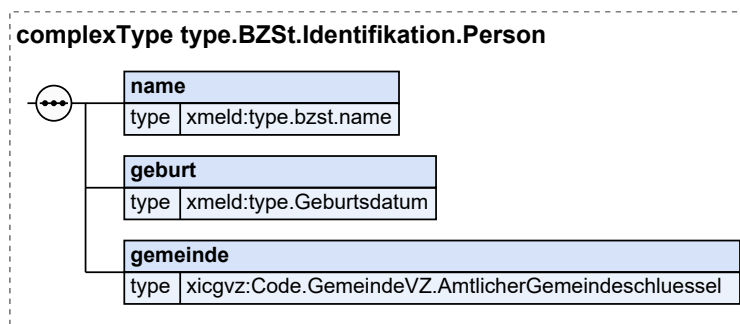 complexType type.BZSt.Identifikation.Person
name
type xmeld:type.bzst.name
geburt
type xmeld:type.Geburtsdatum
gemeinde
type xicgvz:Code.GemeindeVZ.AmtlicherGemeindeschluessel